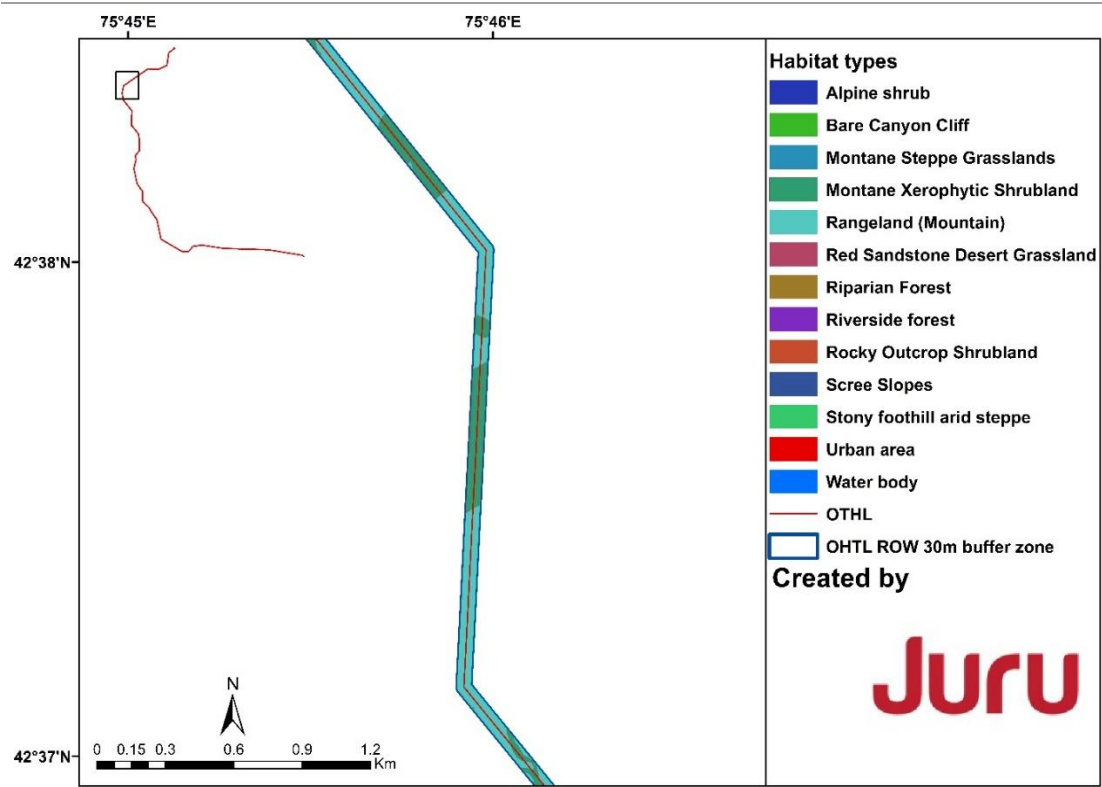 75°45'E
75°46'E
42°38'N
42°37'N
N
0 0.15 0.3 0.6 0.9 1.2
Km
Habitat types
Alpine shrub
Bare Canyon Cliff
Montane Steppe Grasslands
Montane Xerophytic Shrubland
Rangeland (Mountain)
Red Sandstone Desert Grassland
Riparian Forest
Riverside forest
Rocky Outcrop Shrubland
Scree Slopes
Stony foothill arid steppe
Urban area
Water body
OTHL
OHTL ROW 30m buffer zone
Created by
Juru